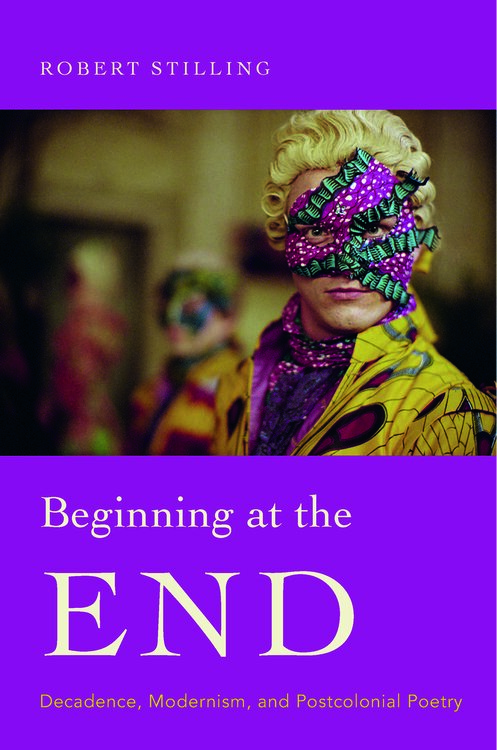 ROBERT STILLING
Beginning at the
END
Decadence, Modernism, and Postcolonial Poetry